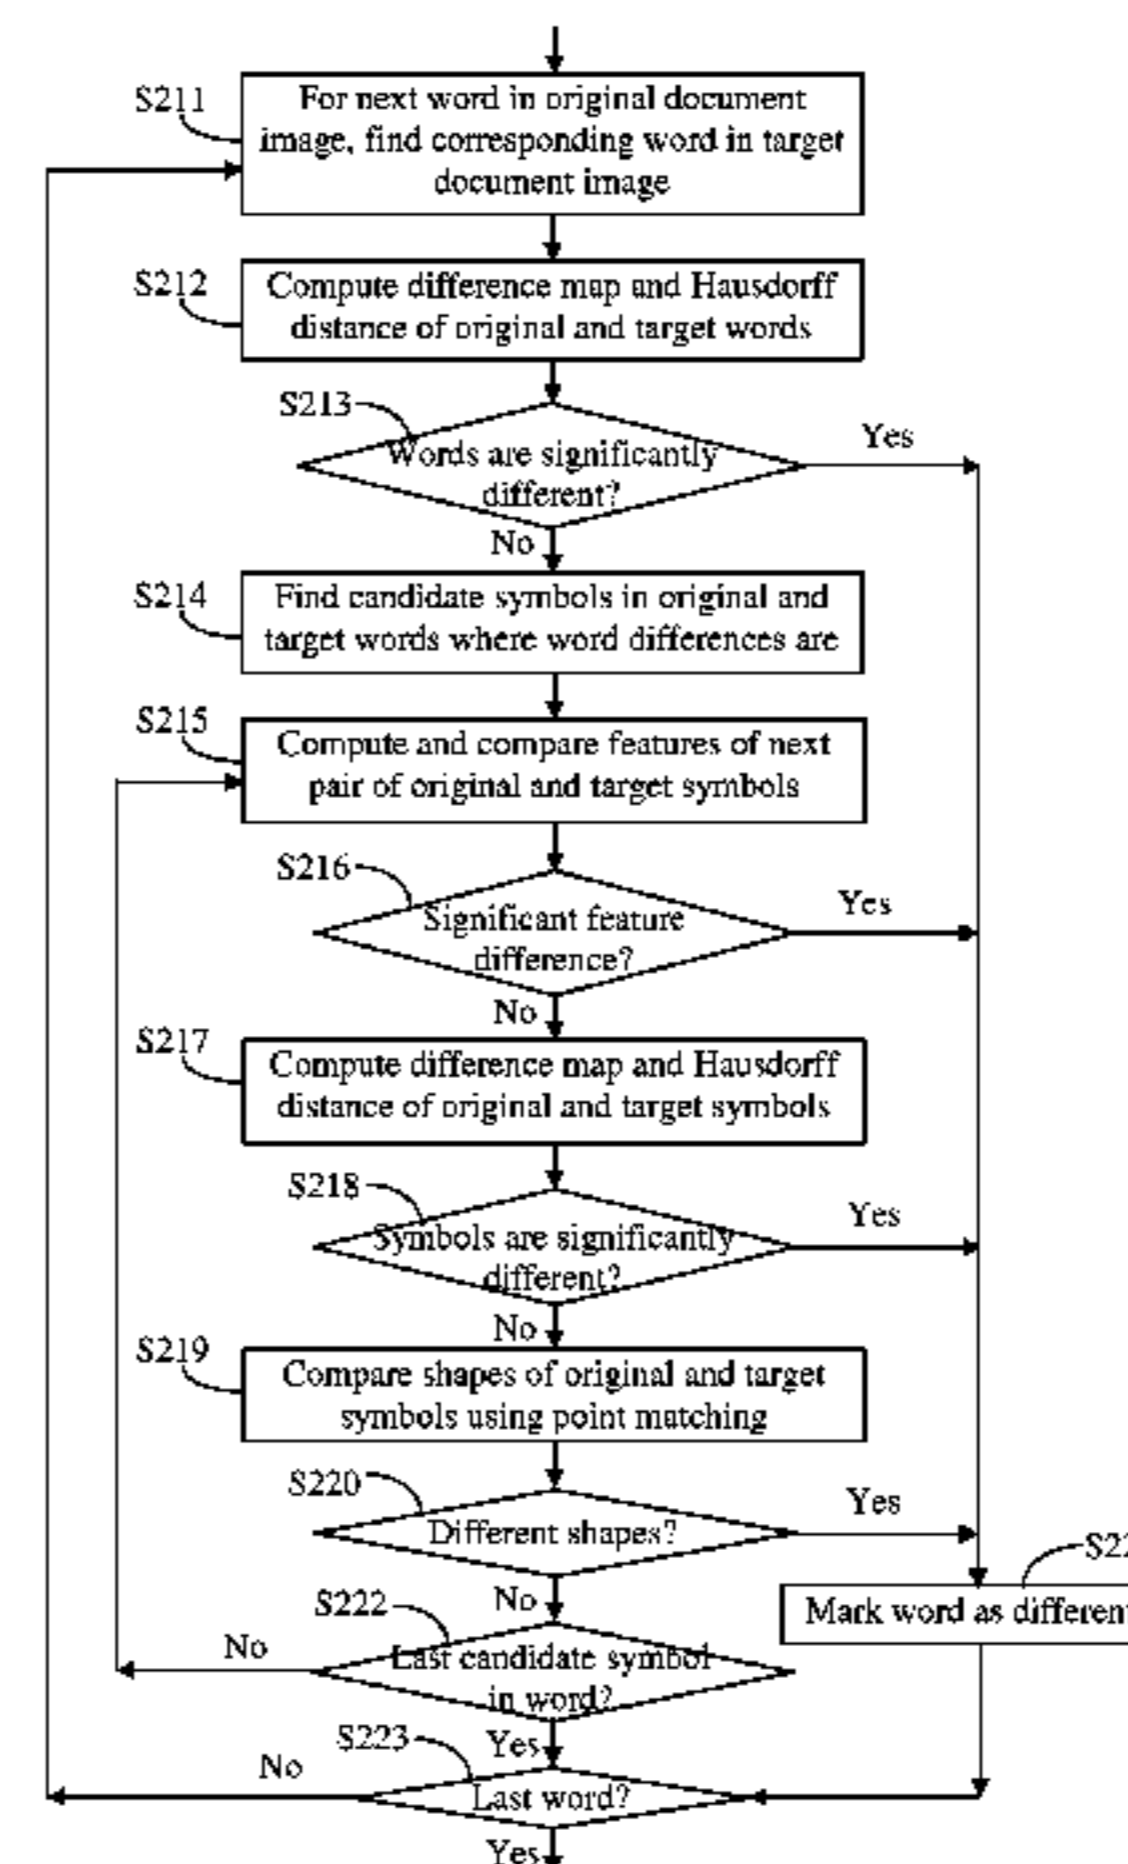 S211
For next word in original document
image, find corresponding word in target
document image
S212
Compute difference map and Hausdorff
distance of original and target words
S213
Words are significantly
different?
Yes
No
S214
Find candidate symbols in original and
target words where word differences are
S215
Compute and compare features of next
pair of original and target symbols
S216
Significant feature
difference?
Yes
No
S217
Compute difference map and Hausdorff
distance of original and target symbols
S218
Symbols are significantly
different?
Yes
No
S219
Compare shapes of original and target
symbols using point matching
S220
Different shapes?
Yes
No
S22
Mark word as different
S222
Last candidate symbol
in word?
No
Yes
S223
Last word?
No
Yes